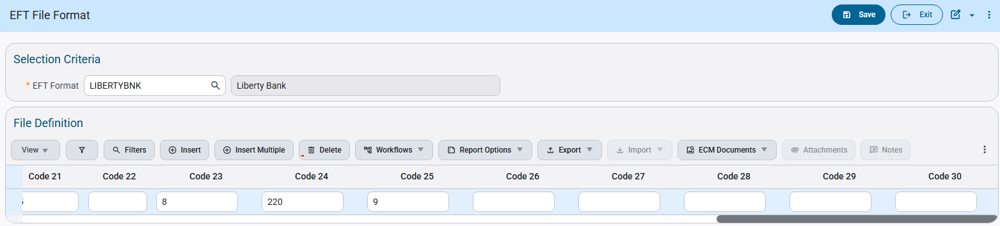 EFT File Format Save Exit
Selection Criteria
* EFT Format LIBERTYBNK Liberty Bank
File Definition
View Filters Insert Insert Multiple Delete Workflows Report Options Export Import ECM Documents Attachments Notes
Code 21 Code 22 Code 23 Code 24 Code 25 Code 26 Code 27 Code 28 Code 29 Code 30
8 220 9